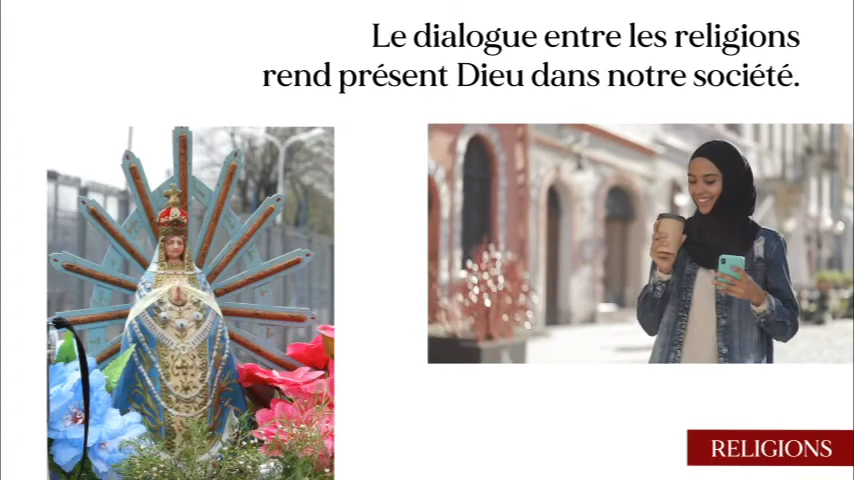 Le dialogue entre les religions
rend présent Dieu dans notre société.
RELIGIONS